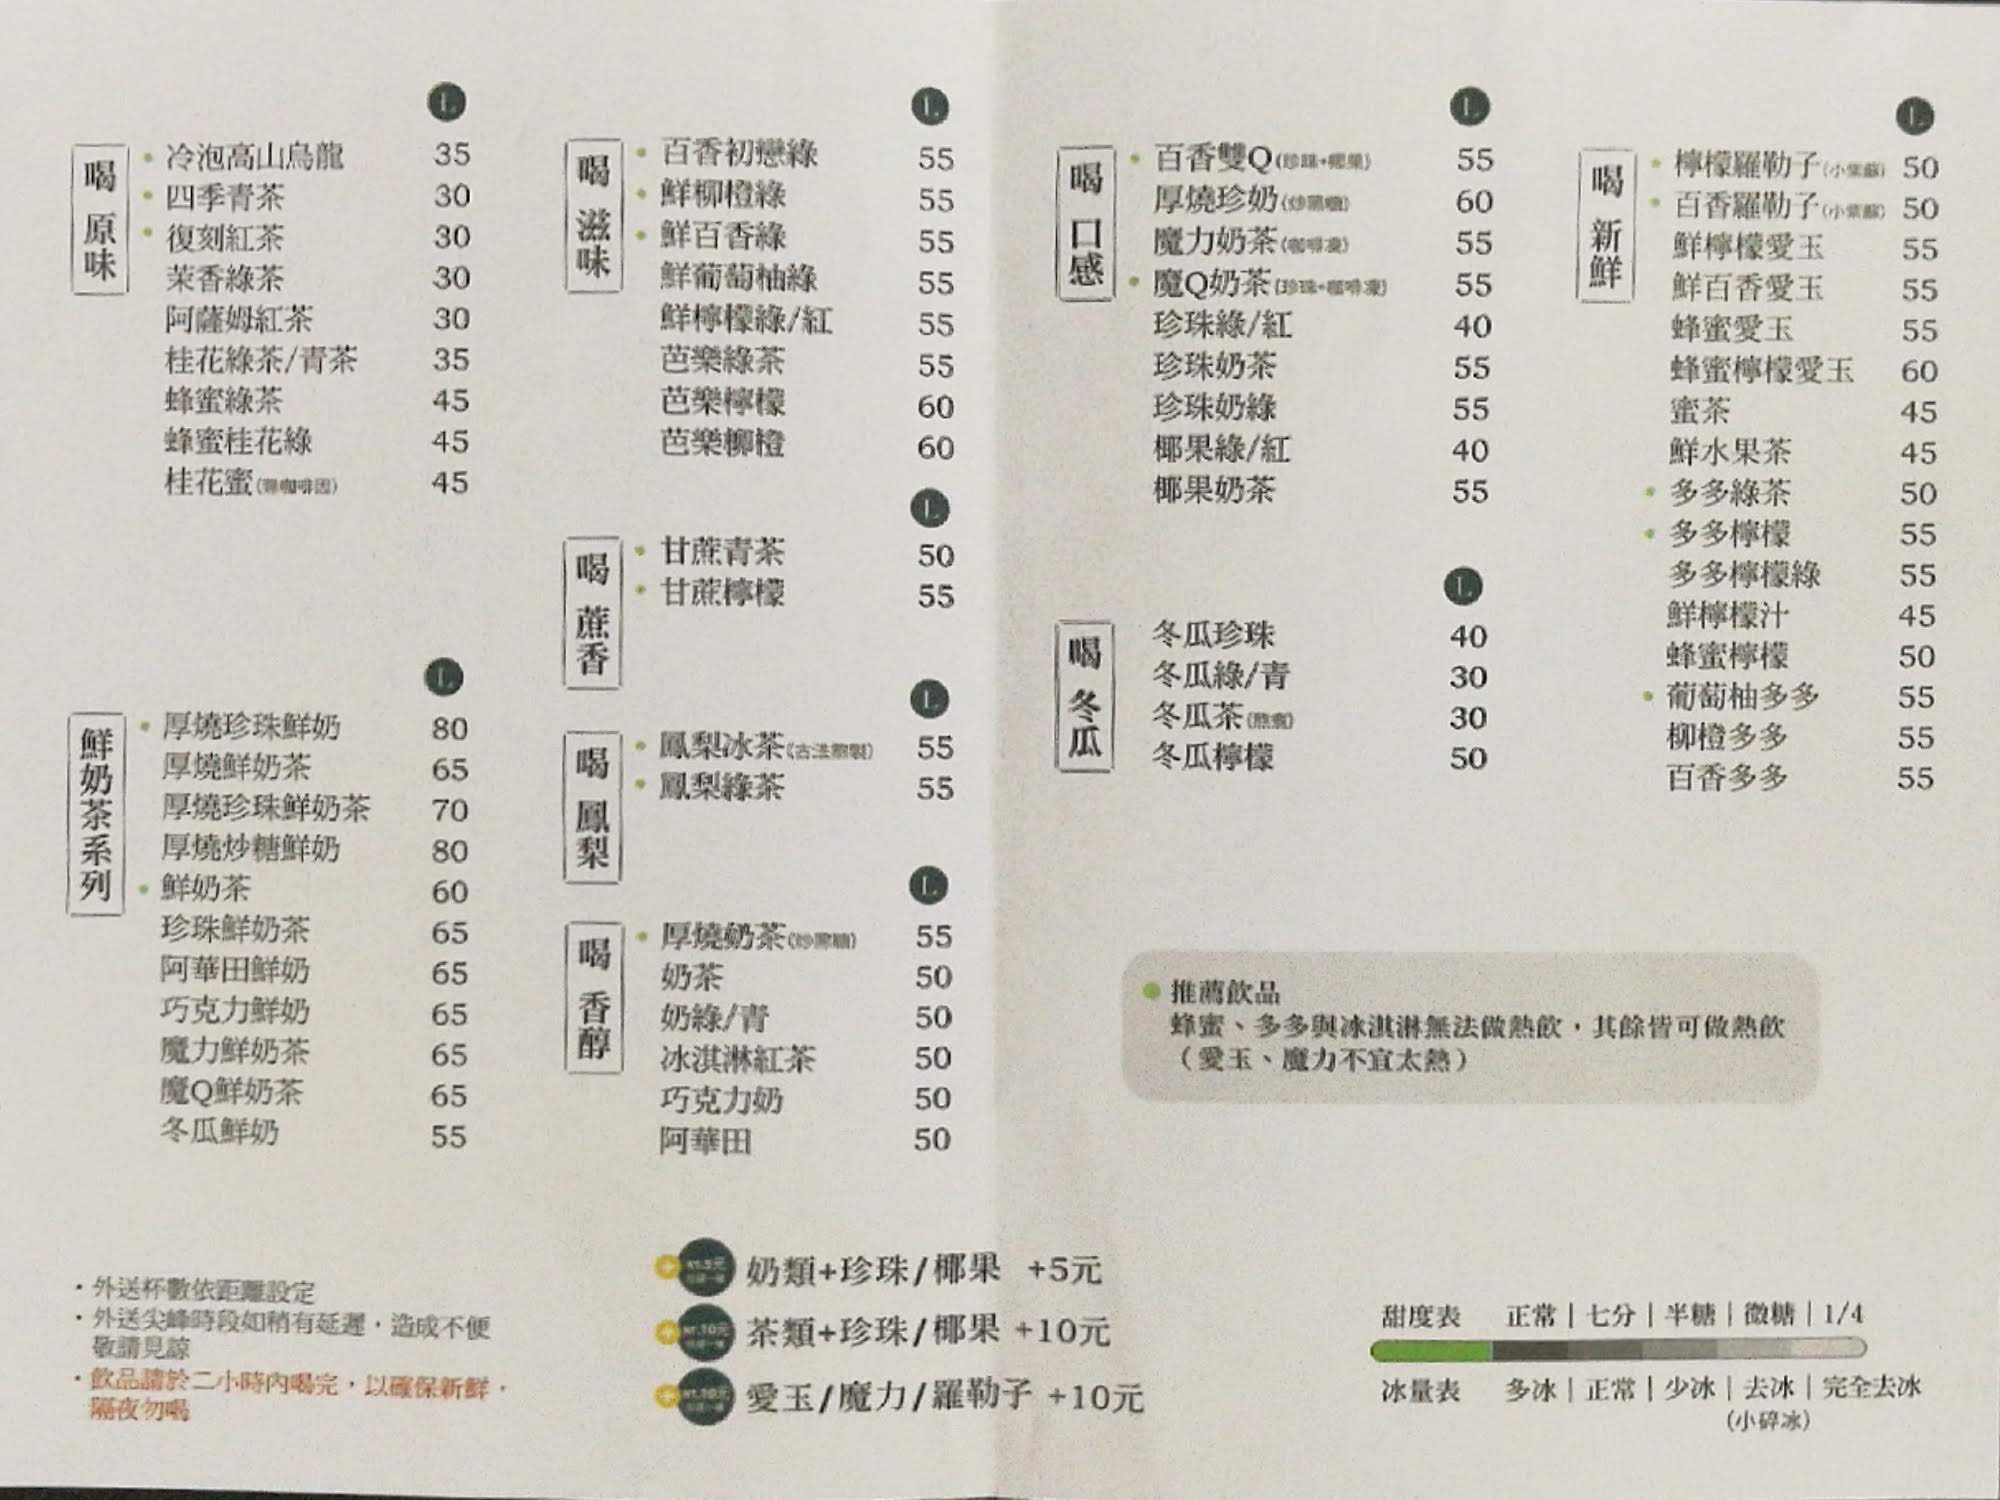 喝 原味
L
冷泡高山烏龍 35
四季青茶 30
復刻紅茶 30
茉香綠茶 30
阿薩姆紅茶 30
桂花綠茶/青茶 35
蜂蜜綠茶 45
蜂蜜桂花綠 45
桂花蜜(無咖啡因) 45
鮮奶茶系列
L
厚燒珍珠鮮奶 80
厚燒鮮奶茶 65
厚燒珍珠鮮奶茶 70
厚燒炒糖鮮奶 80
鮮奶茶 60
珍珠鮮奶茶 65
阿華田鮮奶 65
巧克力鮮奶 65
魔力鮮奶茶 65
魔Q鮮奶茶 65
冬瓜鮮奶 55
喝 滋味
L
百香初戀綠 55
鮮柳橙綠 55
鮮百香綠 55
鮮葡萄柚綠 55
鮮檸檬綠/紅 55
芭樂綠茶 55
芭樂檸檬 60
芭樂柳橙 60
喝 蔗香
L
甘蔗青茶 50
甘蔗檸檬 55
喝 鳳梨
L
鳳梨冰茶(古法熬製) 55
鳳梨綠茶 55
喝 香醇
L
厚燒奶茶(炒黑糖) 55
奶茶 50
奶綠/青 50
冰淇淋紅茶 50
巧克力奶 50
阿華田 50
喝 口感
L
百香雙Q(珍珠+椰果) 55
厚燒珍奶(炒黑糖) 60
魔力奶茶(咖啡凍) 55
魔Q奶茶(珍珠+咖啡凍) 55
珍珠綠/紅 40
珍珠奶茶 55
珍珠奶綠 55
椰果綠/紅 40
椰果奶茶 55
喝 冬瓜
L
冬瓜珍珠 40
冬瓜綠/青 30
冬瓜茶(熬煮) 30
冬瓜檸檬 50
喝 新鮮
L
檸檬羅勒子(小紫蘇) 50
百香羅勒子(小紫蘇) 50
鮮檸檬愛玉 55
鮮百香愛玉 55
蜂蜜愛玉 55
蜂蜜檸檬愛玉 60
蜜茶 45
鮮水果茶 45
多多綠茶 50
多多檸檬 55
多多檸檬綠 55
鮮檸檬汁 45
蜂蜜檸檬 50
葡萄柚多多 55
柳橙多多 55
百香多多 55
推薦飲品
蜂蜜、多多與冰淇淋無法做熱飲，其餘皆可做熱飲
（愛玉、魔力不宜太熱）
・外送杯數依距離設定
・外送尖峰時段如稍有延遲，造成不便
敬請見諒
・飲品請於二小時內喝完，以確保新鮮，
隔夜勿喝
奶類+珍珠/椰果 +5元
茶類+珍珠/椰果 +10元
愛玉/魔力/羅勒子 +10元
甜度表 正常|七分|半糖|微糖|1/4
冰量表 多冰|正常|少冰|去冰|完全去冰
(小碎冰)